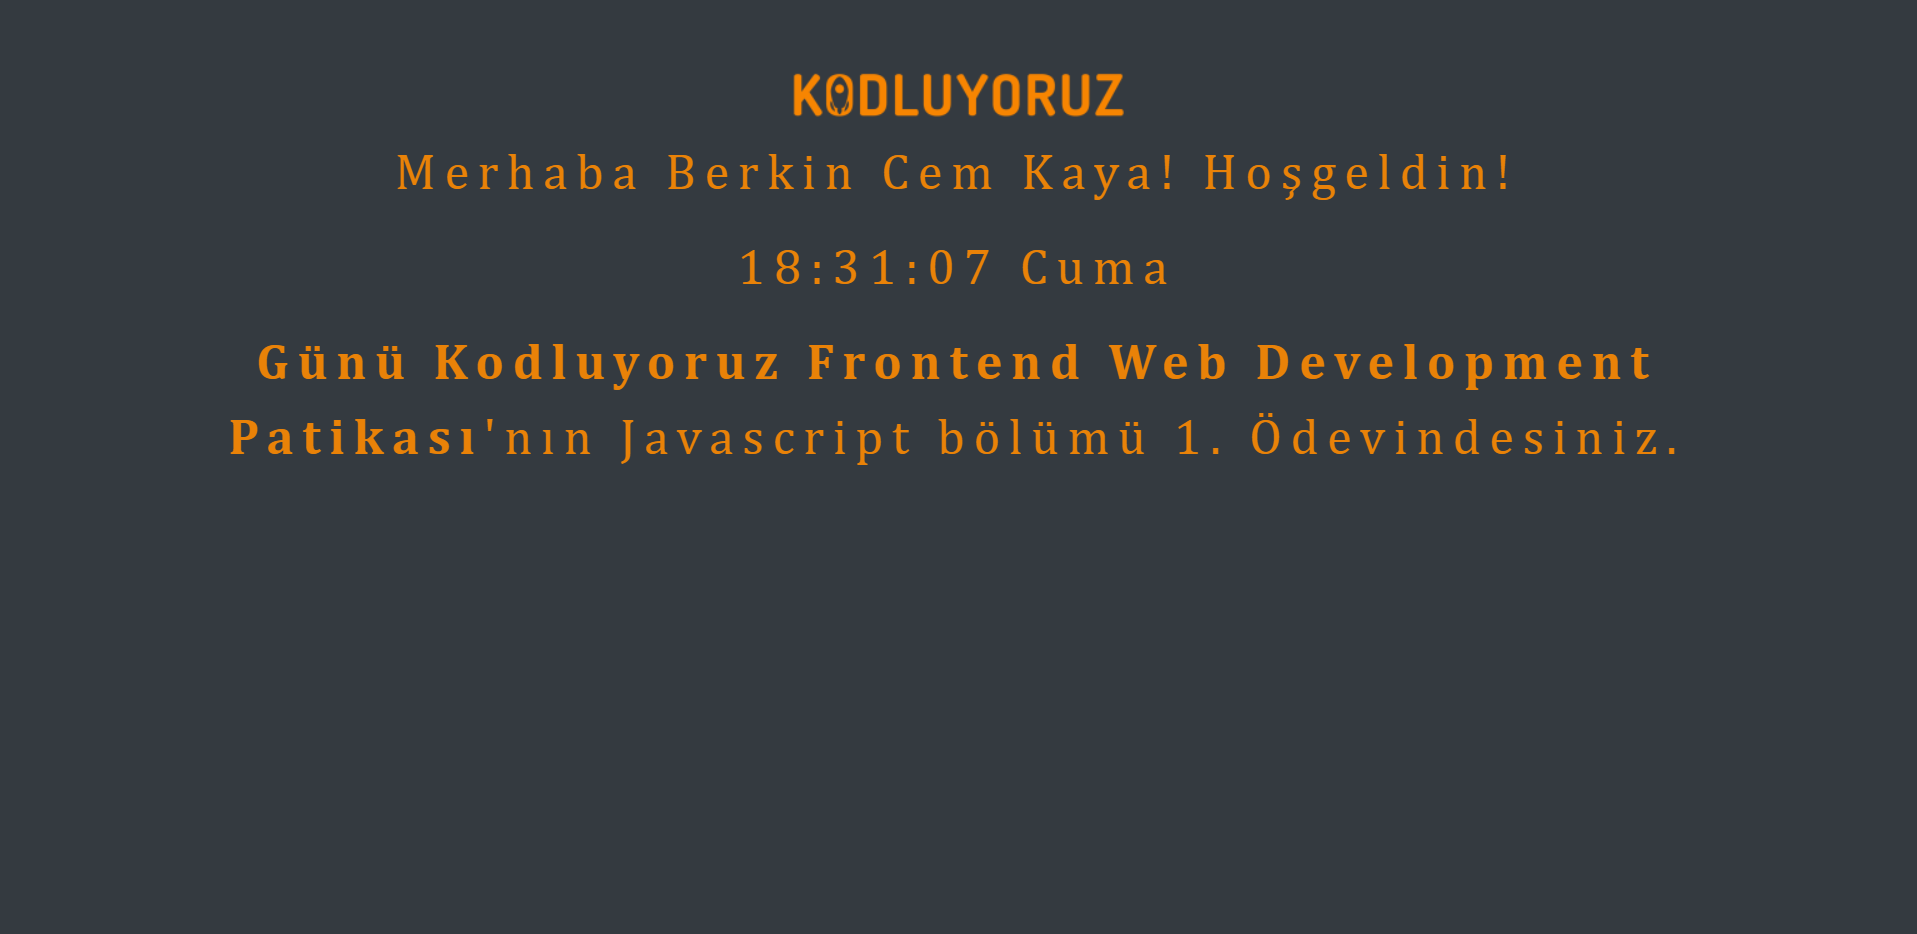 KODLUYORUZ
Merhaba Berkin Cem Kaya! Hoşgeldin!
18:31:07 Cuma
Günü Kodluyoruz Frontend Web Development
Patikası'nın Javascript bölümü 1. Ödevindesiniz.